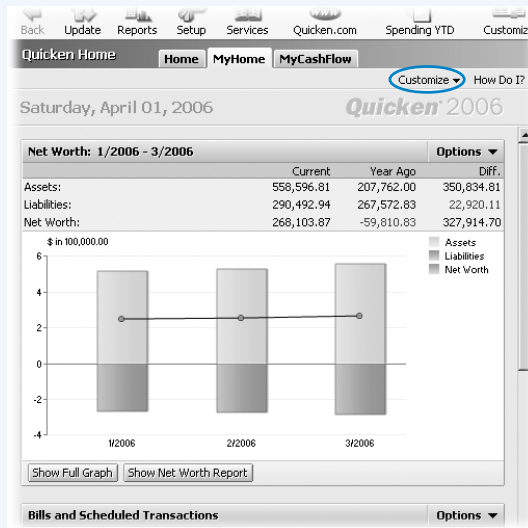 Back Update Reports Setup Services Quicken.com Spending YTD Customiz
Quicken Home Home MyHome MyCashFlow
Customize How Do I?
Saturday, April 01, 2006 Quicken 2006
Net Worth: 1/2006 - 3/2006 Options
Current Year Ago Diff.
Assets: 558,596.81 207,762.00 350,834.81
Liabilities: 290,492.94 267,572.83 22,920.11
Net Worth: 268,103.87 -59,810.83 327,914.70
$ in 100,000.00
Assets
Liabilities
Net Worth
6
4
2
0
-2
-4
1/2006 2/2006 3/2006
Show Full Graph Show Net Worth Report
Bills and Scheduled Transactions Options